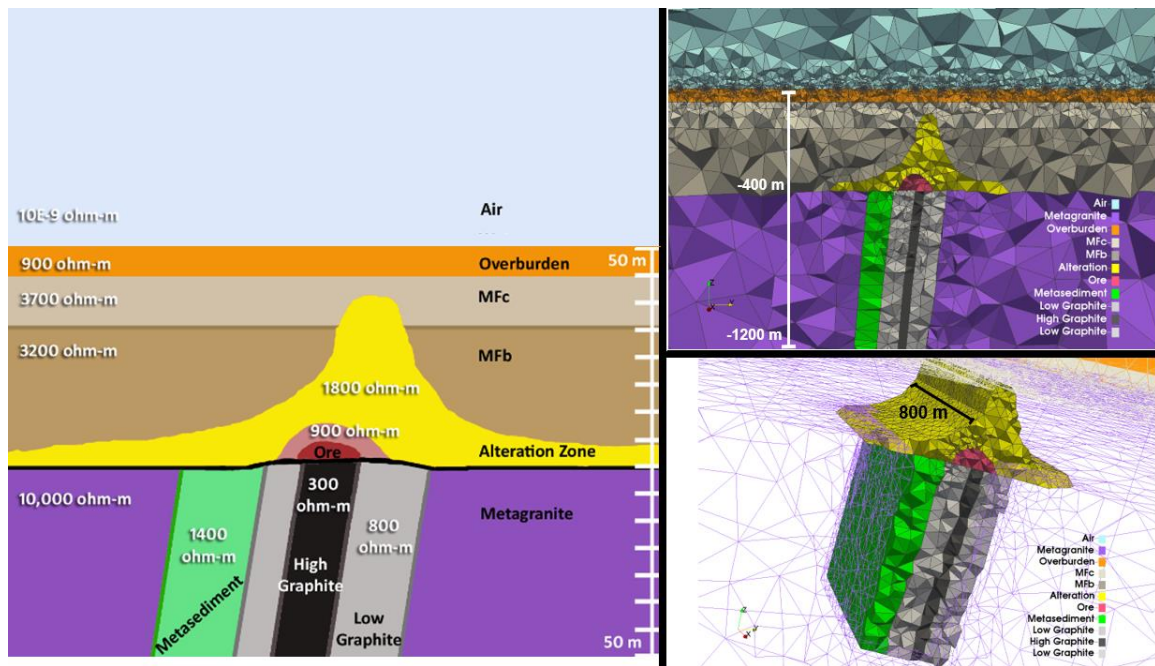 10E-9 ohm-m
Air
900 ohm-m
Overburden
50 m
3700 ohm-m
MFc
3200 ohm-m
MFb
1800 ohm-m
900 ohm-m
Ore
Alteration Zone
10,000 ohm-m
300
ohm-m
Metagranite
1400
ohm-m
800
ohm-m
High
Graphite
Metasediment
Low
Graphite
50 m
-400 m
-1200 m
Air
Metagranite
Overburden
MFc
MFb
Alteration
Ore
Metasediment
Low Graphite
High Graphite
Low Graphite
Z
Y
X
800 m
Air
Metagranite
Overburden
MFc
MFb
Alteration
Ore
Metasediment
Low Graphite
High Graphite
Low Graphite
Z
X
Y